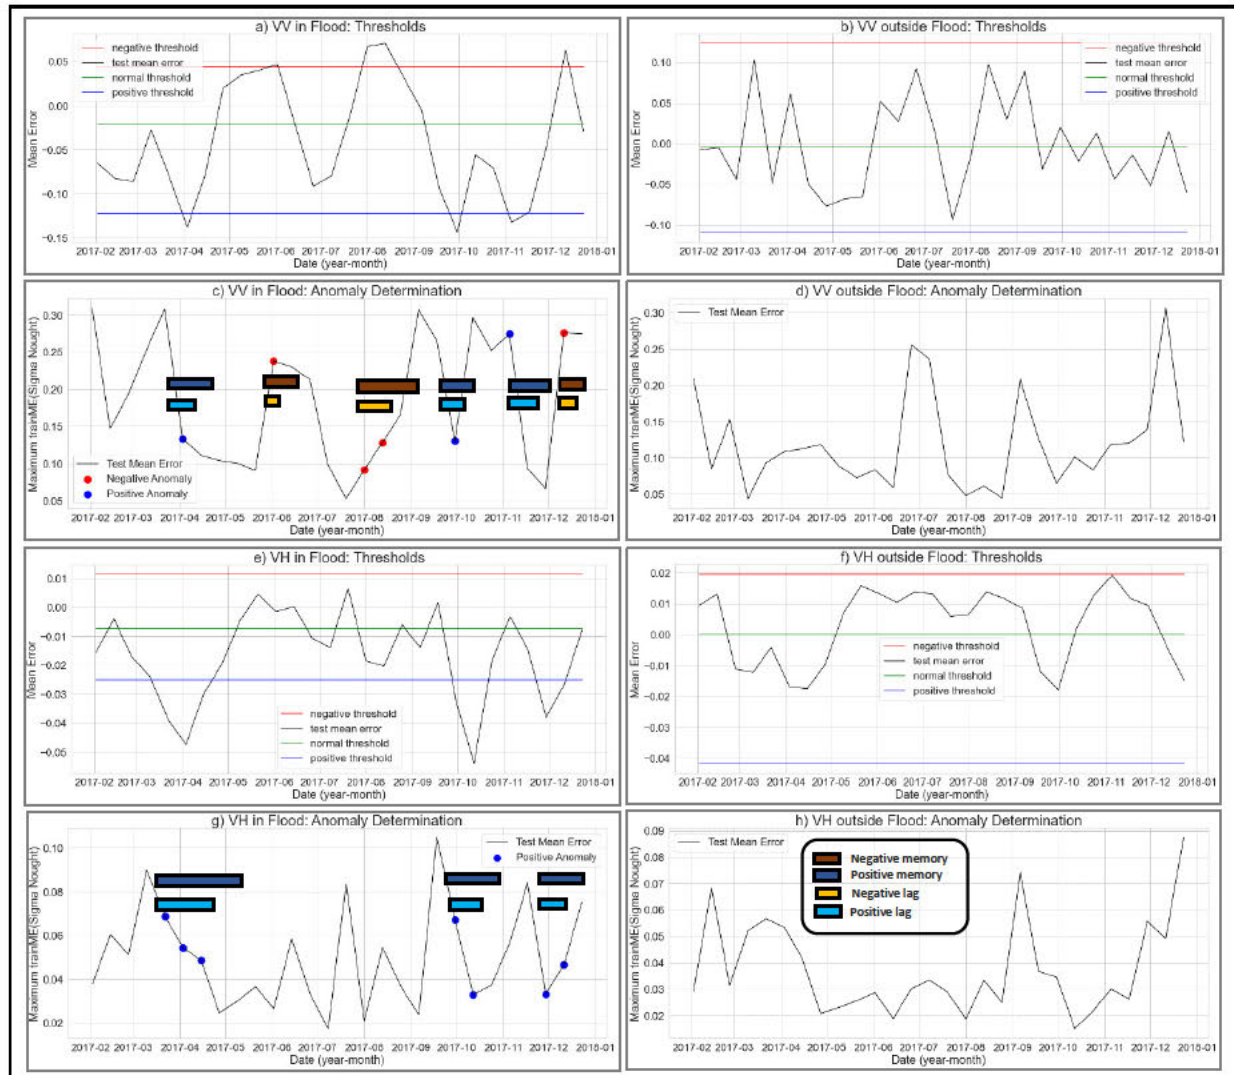 a) VV in Flood: Thresholds
negative threshold
test mean error
normal threshold
positive threshold
0.05
0.00
−0.05
−0.10
−0.15
Mean Error
2017-02 2017-03 2017-04 2017-05 2017-06 2017-07 2017-08 2017-09 2017-10 2017-11 2017-12 2018-01
Date (year-month)
b) VV outside Flood: Thresholds
negative threshold
test mean error
normal threshold
positive threshold
0.10
0.05
0.00
−0.05
−0.10
Mean Error
2017-02 2017-03 2017-04 2017-05 2017-06 2017-07 2017-08 2017-09 2017-10 2017-11 2017-12 2018-01
Date (year-month)
c) VV in Flood: Anomaly Determination
0.30
0.25
0.20
0.15
0.10
0.05
Maximum trainME(Sigma Nought)
Test Mean Error
Negative Anomaly
Positive Anomaly
2017-02 2017-03 2017-04 2017-05 2017-06 2017-07 2017-08 2017-09 2017-10 2017-11 2017-12 2018-01
Date (year-month)
d) VV outside Flood: Anomaly Determination
Test Mean Error
0.30
0.25
0.20
0.15
0.10
0.05
Maximum trainME(Sigma Nought)
2017-02 2017-03 2017-04 2017-05 2017-06 2017-07 2017-08 2017-09 2017-10 2017-11 2017-12 2018-01
Date (year-month)
e) VH in Flood: Thresholds
0.01
0.00
−0.01
−0.02
−0.03
−0.04
−0.05
Mean Error
negative threshold
test mean error
normal threshold
positive threshold
2017-02 2017-03 2017-04 2017-05 2017-06 2017-07 2017-08 2017-09 2017-10 2017-11 2017-12 2018-01
Date (year-month)
f) VH outside Flood: Thresholds
0.02
0.01
0.00
−0.01
−0.02
−0.03
−0.04
Mean Error
negative threshold
test mean error
normal threshold
positive threshold
2017-02 2017-03 2017-04 2017-05 2017-06 2017-07 2017-08 2017-09 2017-10 2017-11 2017-12 2018-01
Date (year-month)
g) VH in Flood: Anomaly Determination
Test Mean Error
Positive Anomaly
0.10
0.08
0.06
0.04
0.02
Maximum trainME(Sigma Nought)
2017-02 2017-03 2017-04 2017-05 2017-06 2017-07 2017-08 2017-09 2017-10 2017-11 2017-12 2018-01
Date (year-month)
h) VH outside Flood: Anomaly Determination
Test Mean Error
0.09
0.08
0.07
0.06
0.05
0.04
0.03
0.02
Maximum trainME(Sigma Nought)
Negative memory
Positive memory
Negative lag
Positive lag
2017-02 2017-03 2017-04 2017-05 2017-06 2017-07 2017-08 2017-09 2017-10 2017-11 2017-12 2018-01
Date (year-month)